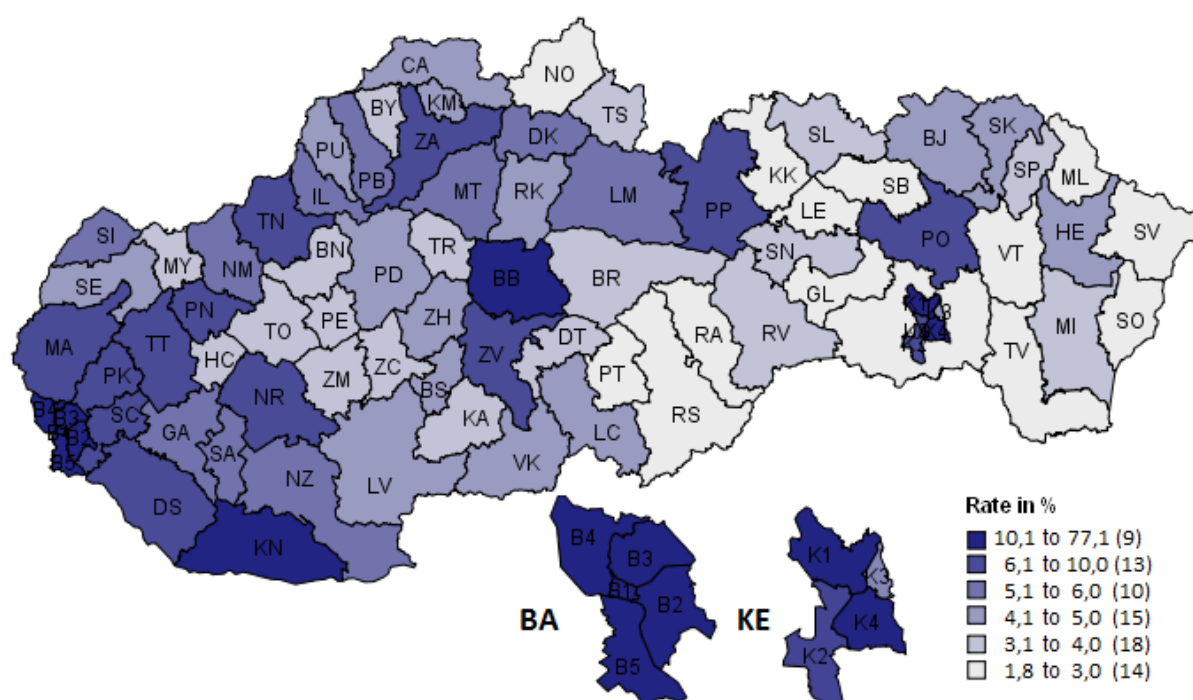 NO
CA
BY
KM
TS
ZA
DK
SL
BJ
SK
PU
SP
ML
KK
PB
IL
MT
RK
LM
SB
PP
LE
TN
HE
SV
SI
BN
TR
PO
MY
NM
PD
SN
VT
SE
BB
BR
GL
PN
ZH
PE
TO
RA
RV
MI
SO
MA
TT
HC
ZM
ZC
ZV
DT
PT
TV
PK
BS
NR
SC
KA
RS
GA
SA
LC
NZ
LV
VK
DS
KN
B4
B5
K3
K4
BA
B4
B3
B1
B2
B5
KE
K1
K3
K4
K2
Rate in %
10,1 to 77,1 (9)
6,1 to 10,0 (13)
5,1 to 6,0 (10)
4,1 to 5,0 (15)
3,1 to 4,0 (18)
1,8 to 3,0 (14)